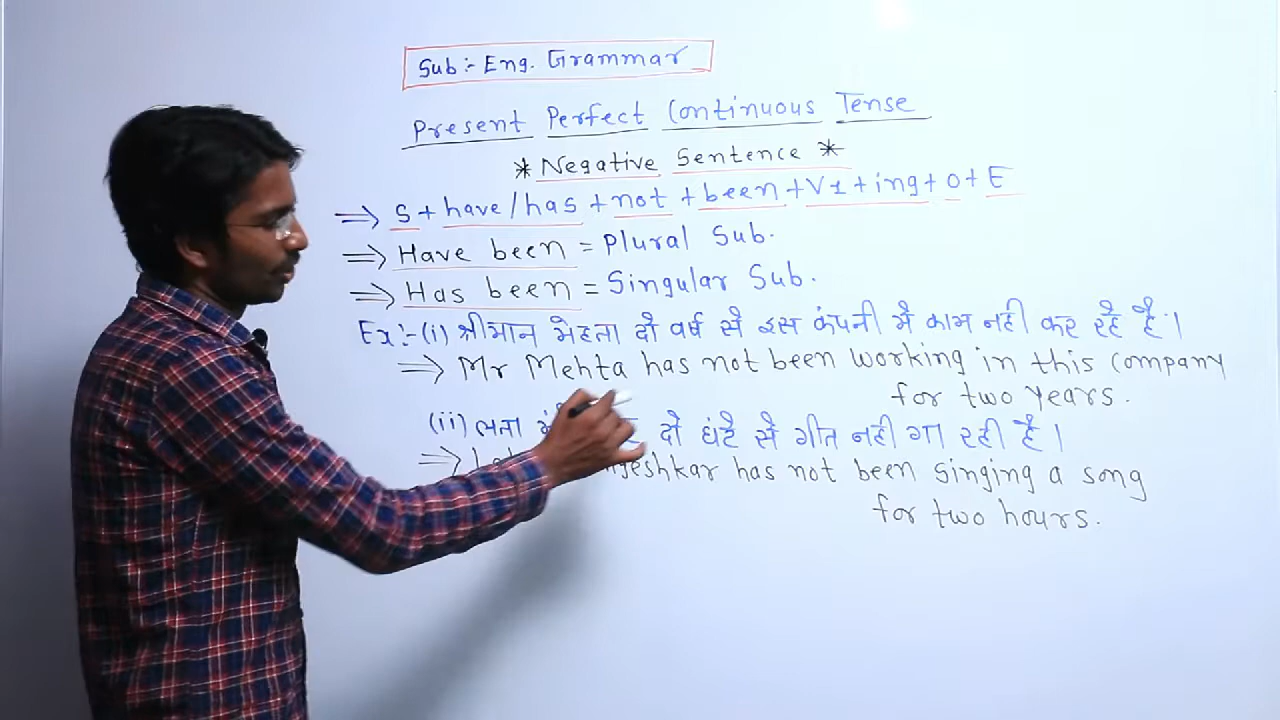 Sub:- Eng. Grammar
Present Perfect Continuous Tense
* Negative Sentence *
⇒ S + have/has + not + been + V1 + ing + O + E
⇒ Have been = Plural Sub.
⇒ Has been = Singular Sub.
Ex:- (i) श्रीमान मेहता दो वर्ष से इस कंपनी में काम नही कर रहे है।
⇒ Mr Mehta has not been working in this company
for two years.
(ii) लता दो घंटे से गीत नही गा रही है।
⇒ has not been singing a song
for two hours.